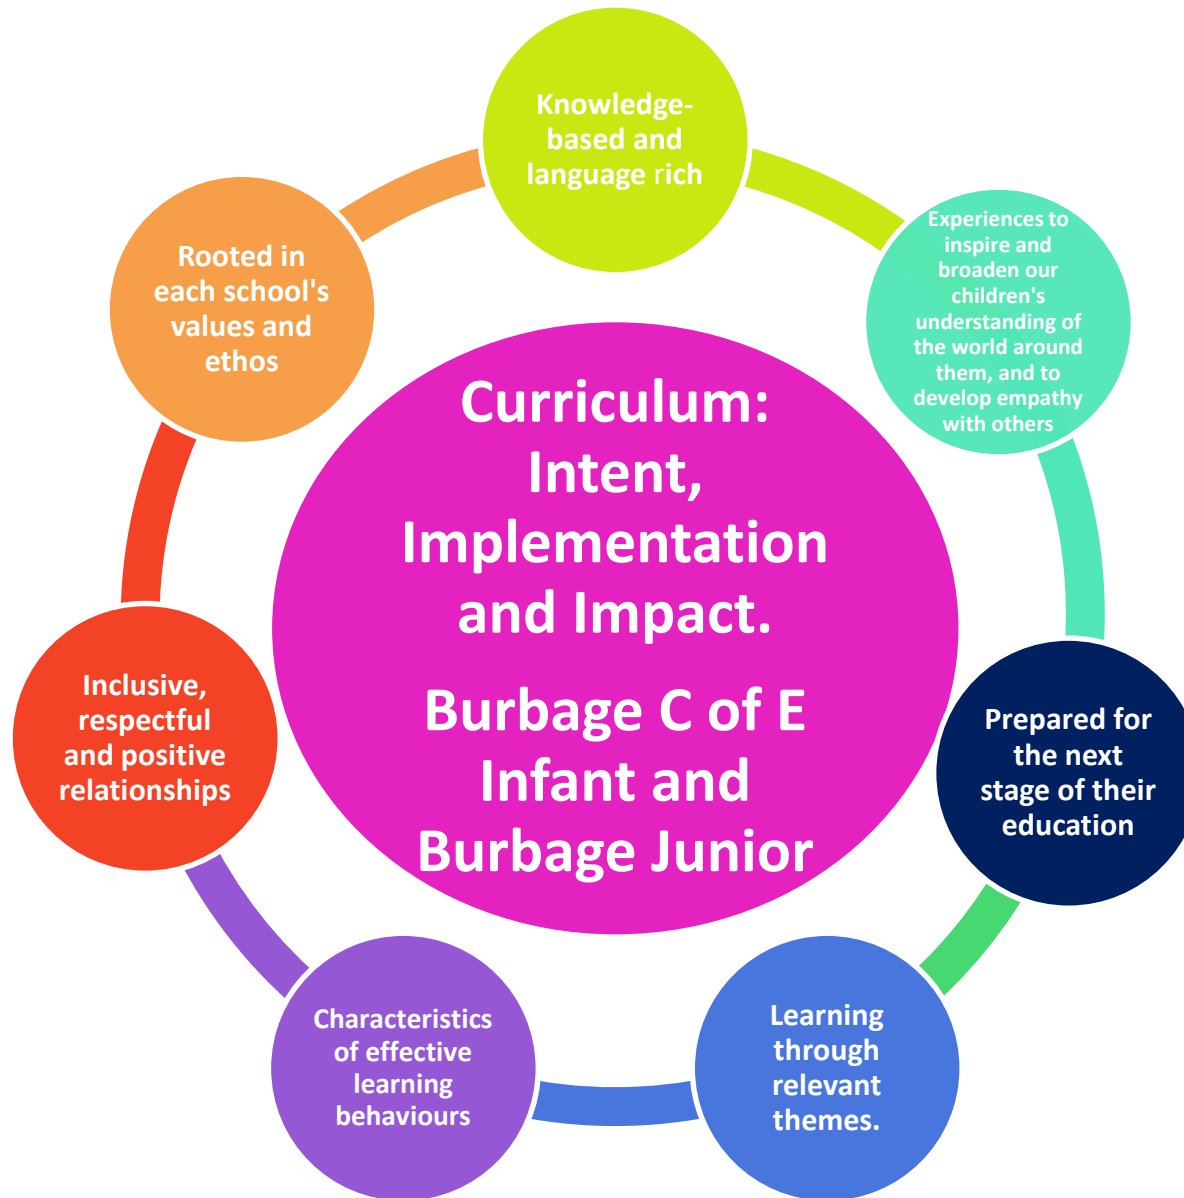 Knowledge-
based and
language rich
Experiences to
inspire and
broaden our
children's
understanding of
the world around
them, and to
develop empathy
with others
Prepared for
the next
stage of their
education
Learning
through
relevant
themes.
Characteristics
of effective
learning
behaviours
Inclusive,
respectful
and positive
relationships
Rooted in
each school's
values and
ethos
Curriculum:
Intent,
Implementation
and Impact.
Burbage C of E
Infant and
Burbage Junior